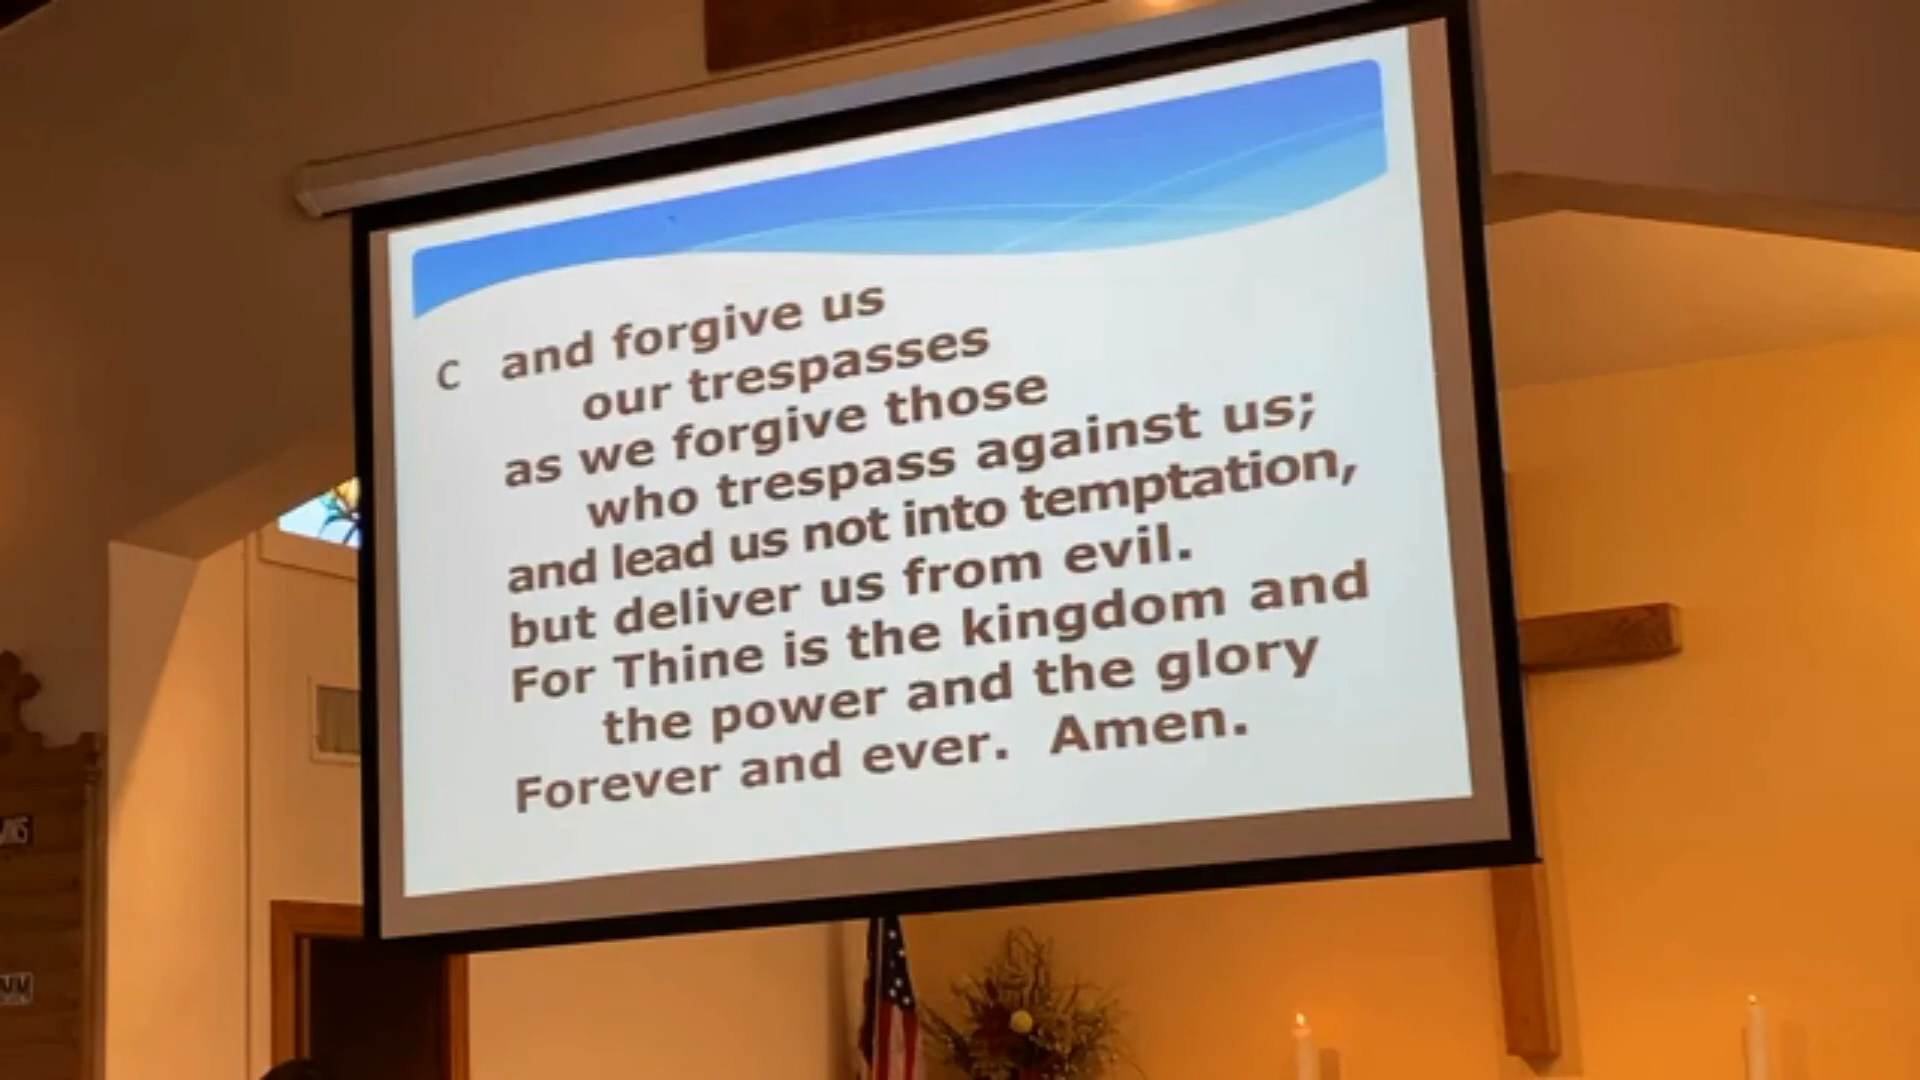 C and forgive us
our trespasses
as we forgive those
who trespass against us;
and lead us not into temptation,
but deliver us from evil.
For Thine is the kingdom and
the power and the glory
Forever and ever. Amen.